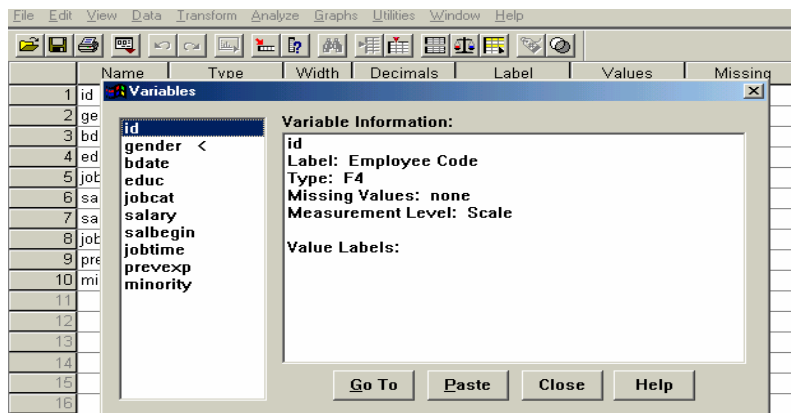 File Edit View Data Transform Analyze Graphs Utilities Window Help
Name Type Width Decimals Label Values Missing
1 id
2 ge
3 bd
4 ed
5 job
6 sa
7 sa
8 job
9 pre
10 mi
11
12
13
14
15
16
Variables
id
gender <
bdate
educ
jobcat
salary
salbegin
jobtime
prevexp
minority
Variable Information:
id
Label: Employee Code
Type: F4
Missing Values: none
Measurement Level: Scale
Value Labels:
Go To Paste Close Help